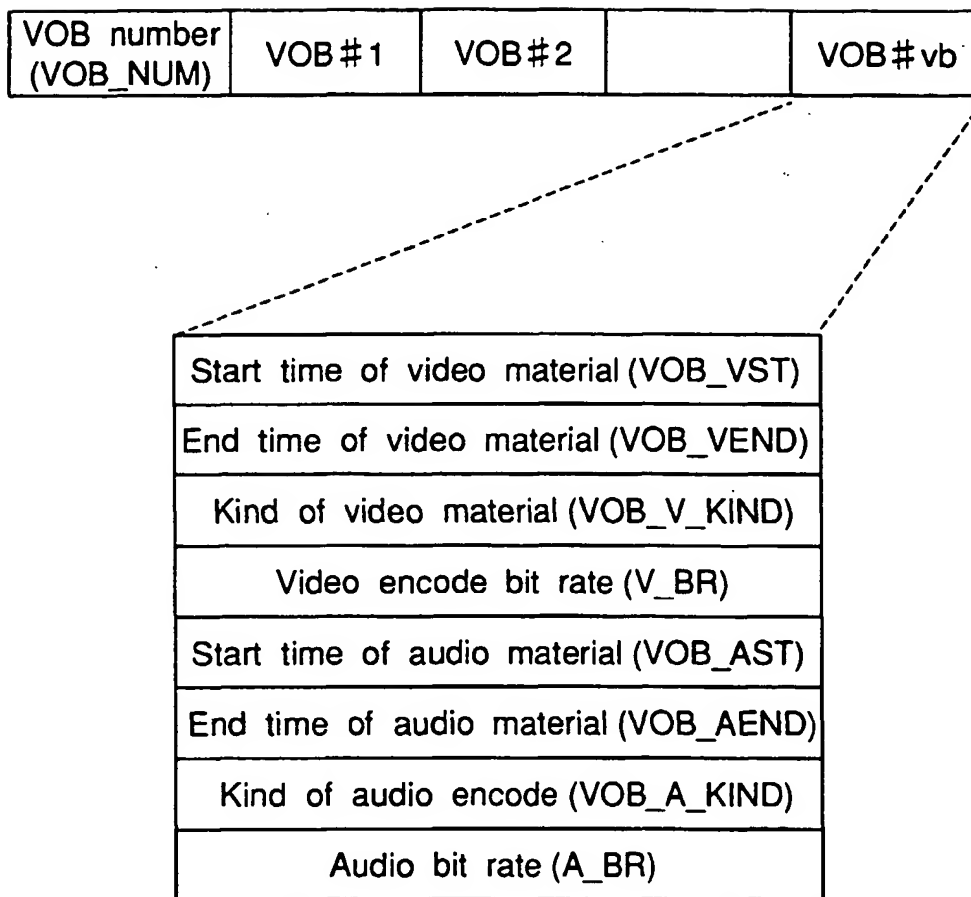 VOB number
(VOB_NUM)
VOB#1
VOB#2
VOB#vb
Start time of video material (VOB_VST)
End time of video material (VOB_VEND)
Kind of video material (VOB_V_KIND)
Video encode bit rate (V_BR)
Start time of audio material (VOB_AST)
End time of audio material (VOB_AEND)
Kind of audio encode (VOB_A_KIND)
Audio bit rate (A_BR)